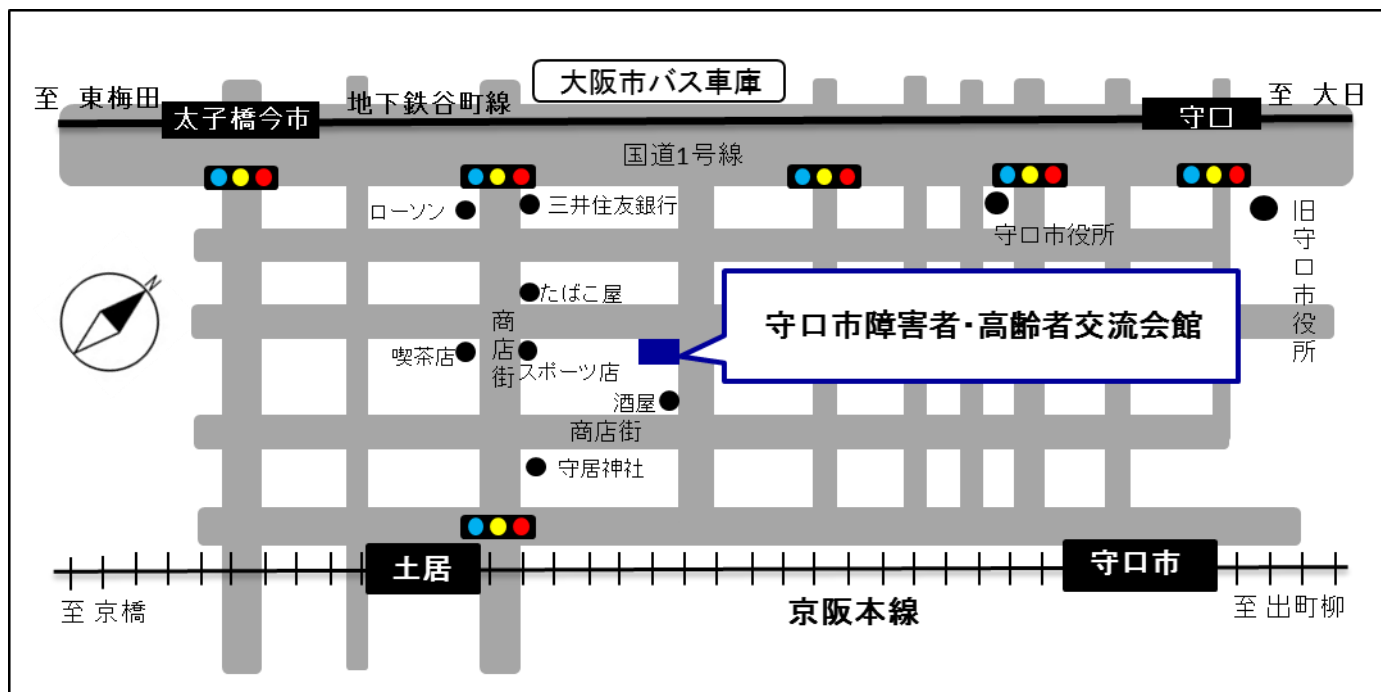 大阪市バス車庫
至 東梅田
太子橋今市
地下鉄谷町線
守口
至 大日
国道1号線
ローソン
三井住友銀行
守口市役所
旧守口市役所
N
たばこ屋
商店街
喫茶店
スポーツ店
守口市障害者・高齢者交流会館
酒屋
商店街
守居神社
土居
守口市
至 京橋
京阪本線
至 出町柳